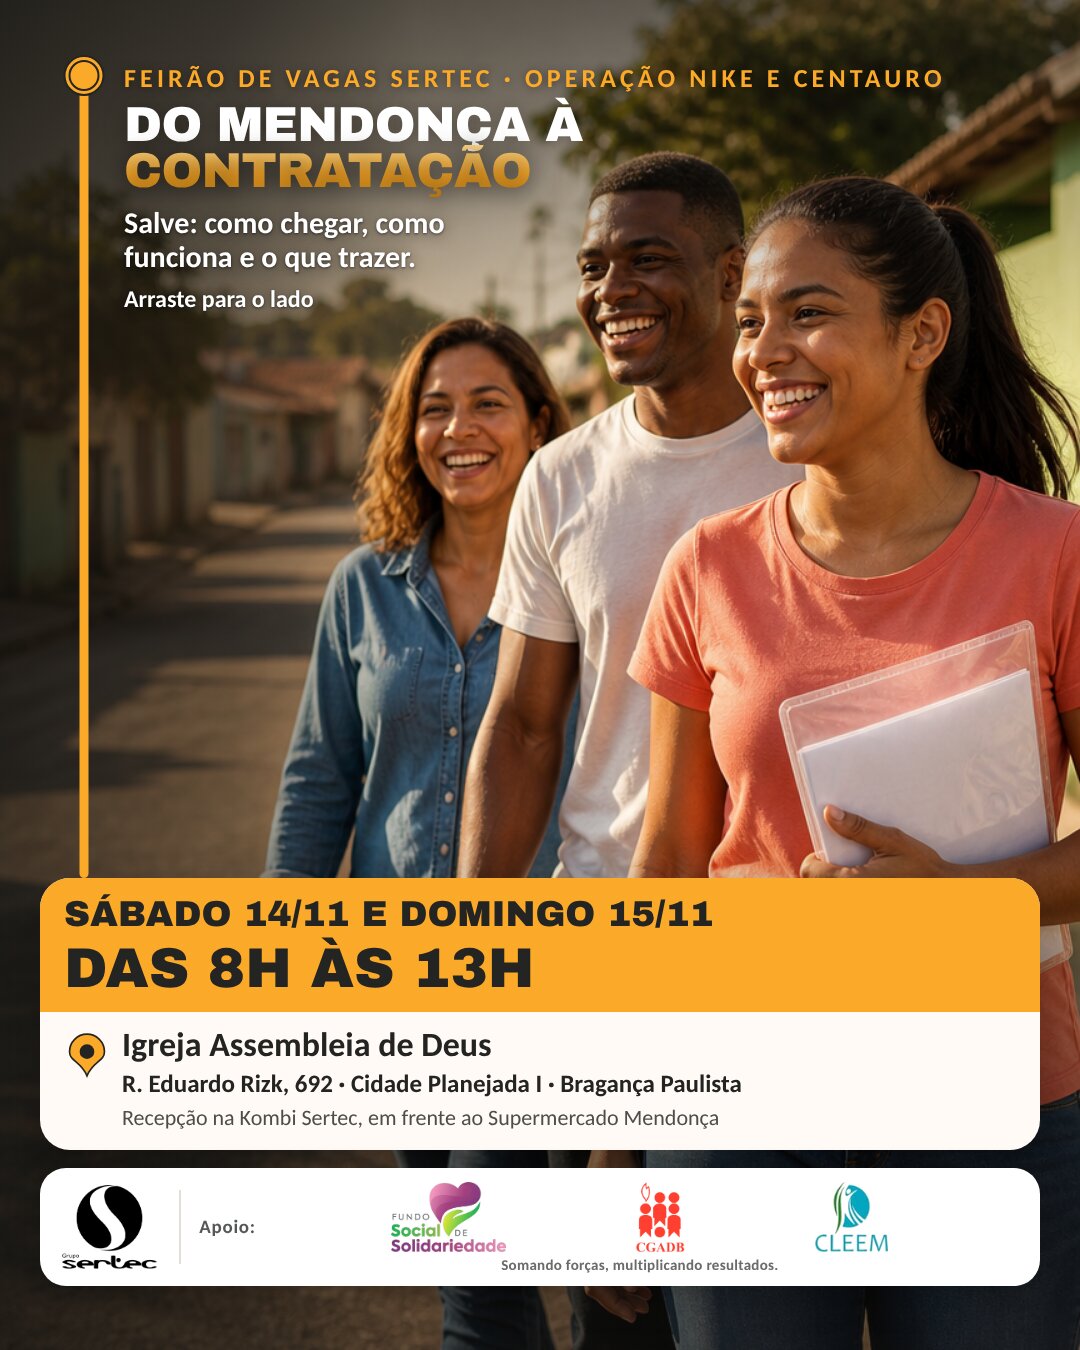 FEIRÃO DE VAGAS SERTEC · OPERAÇÃO NIKE E CENTAURO
DO MENDONÇA À
CONTRATAÇÃO
Salve: como chegar, como
funciona e o que trazer.
Arraste para o lado
SÁBADO 14/11 E DOMINGO 15/11
DAS 8H ÀS 13H
Igreja Assembleia de Deus
R. Eduardo Rizk, 692 · Cidade Planejada I · Bragança Paulista
Recepção na Kombi Sertec, em frente ao Supermercado Mendonça
Grupo
sertec
Apoio:
FUNDO
Social DE
Solidariedade
CGADB
CLEEM
Somando forças, multiplicando resultados.